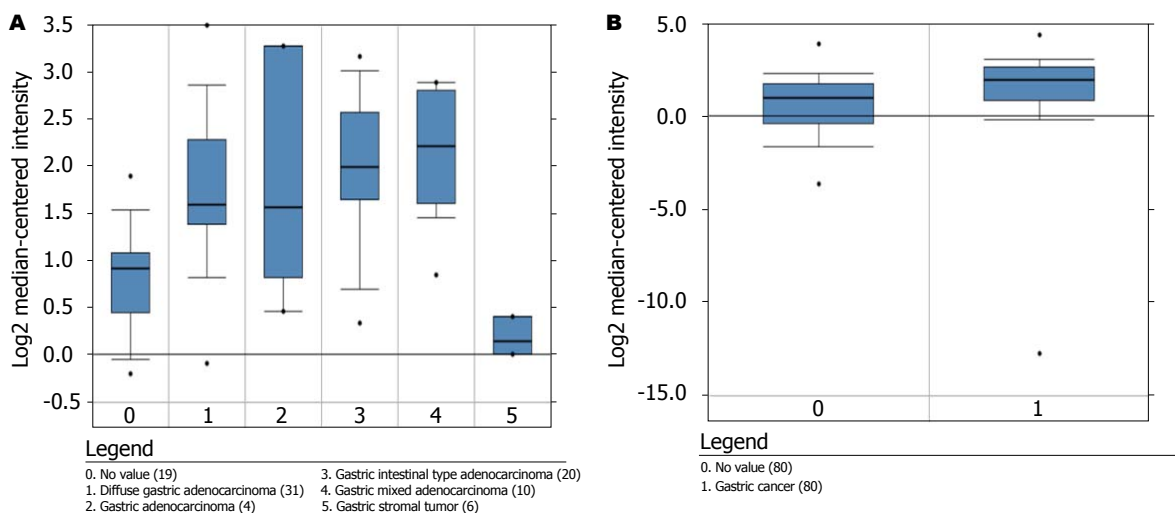 A
Log2 median-centered intensity
3.5
3.0
2.5
2.0
1.5
1.0
0.5
0.0
-0.5
0 1 2 3 4 5
Legend
0. No value (19)
1. Diffuse gastric adenocarcinoma (31)
2. Gastric adenocarcinoma (4)
3. Gastric intestinal type adenocarcinoma (20)
4. Gastric mixed adenocarcinoma (10)
5. Gastric stromal tumor (6)
B
Log2 median-centered intensity
5.0
0.0
-5.0
-10.0
-15.0
0 1
Legend
0. No value (80)
1. Gastric cancer (80)